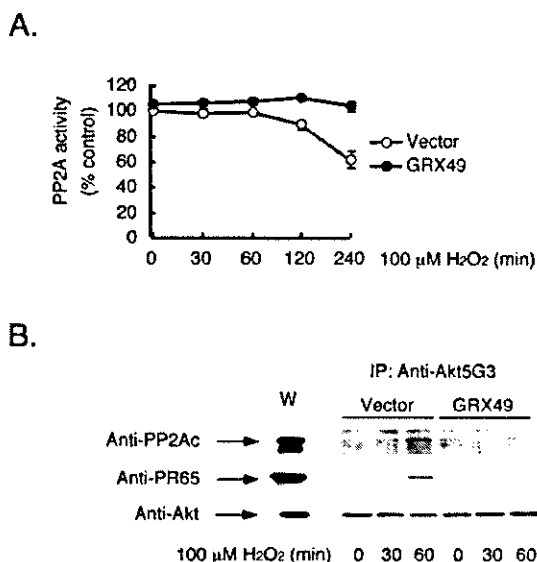 A.
PP2A activity
(% control)
120
100
80
60
40
20
0
0 30 60 120 240 100 μM H2O2 (min)
Vector
GRX49
B.
IP: Anti-Akt5G3
W Vector GRX49
Anti-PP2Ac
Anti-PR65
Anti-Akt
100 μM H2O2 (min) 0 30 60 0 30 60